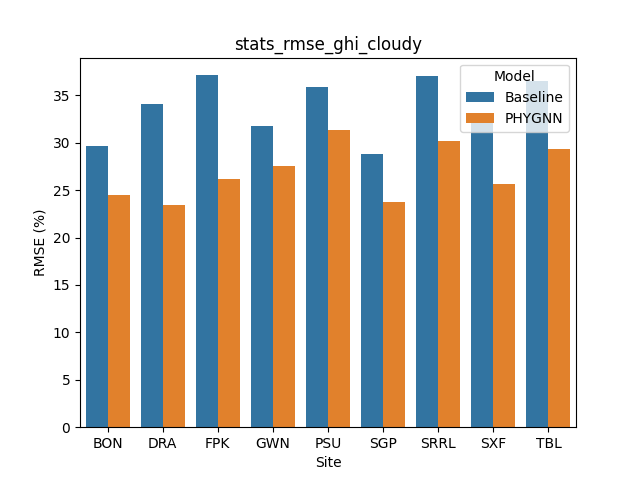 stats_rmse_ghi_cloudy
Model
Baseline
PHYGNN
RMSE (%)
35
30
25
20
15
10
5
0
BON DRA FPK GWN PSU SGP SRRL SXF TBL
Site